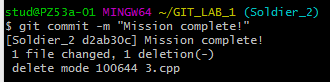 stud@PZ53a-01 MINGW64 ~/GIT_LAB_1 (Soldier_2)
$ git commit -m "Mission complete!"
[Soldier_2 d2ab30c] Mission complete!
1 file changed, 1 deletion(-)
delete mode 100644 3.cpp